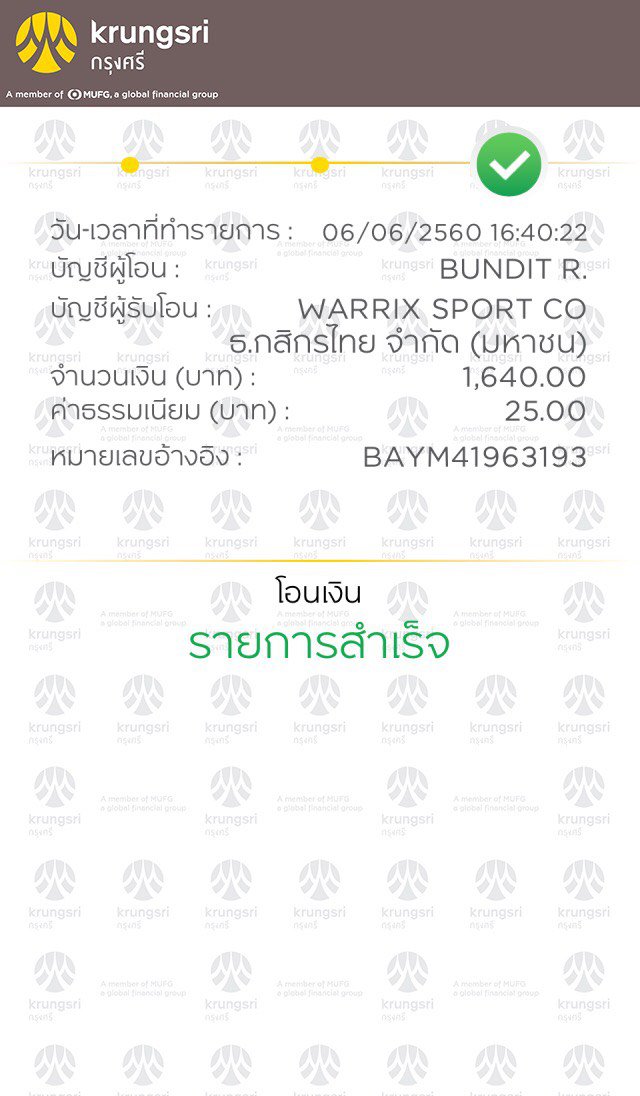 krungsri
กรุงศรี
A member of MUFG, a global financial group
วัน-เวลาที่ทำรายการ : 06/06/2560 16:40:22
บัญชีผู้โอน : BUNDIT R.
บัญชีผู้รับโอน : WARRIX SPORT CO
ธ.กสิกรไทย จำกัด (มหาชน)
จำนวนเงิน (บาท) : 1,640.00
ค่าธรรมเนียม (บาท) : 25.00
หมายเลขอ้างอิง : BAYM41963193
โอนเงิน
รายการสำเร็จ